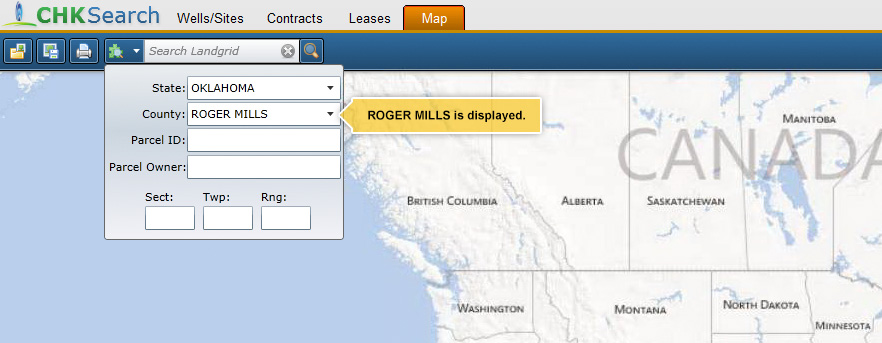 CHKSearch Wells/Sites Contracts Leases Map
Search Landgrid
State: OKLAHOMA
County: ROGER MILLS
ROGER MILLS is displayed.
Parcel ID:
Parcel Owner:
Sect: Twp: Rng:
MANITOBA
CANADA
BRITISH COLUMBIA ALBERTA SASKATCHEWAN
WASHINGTON MONTANA NORTH DAKOTA
MINNESOTA